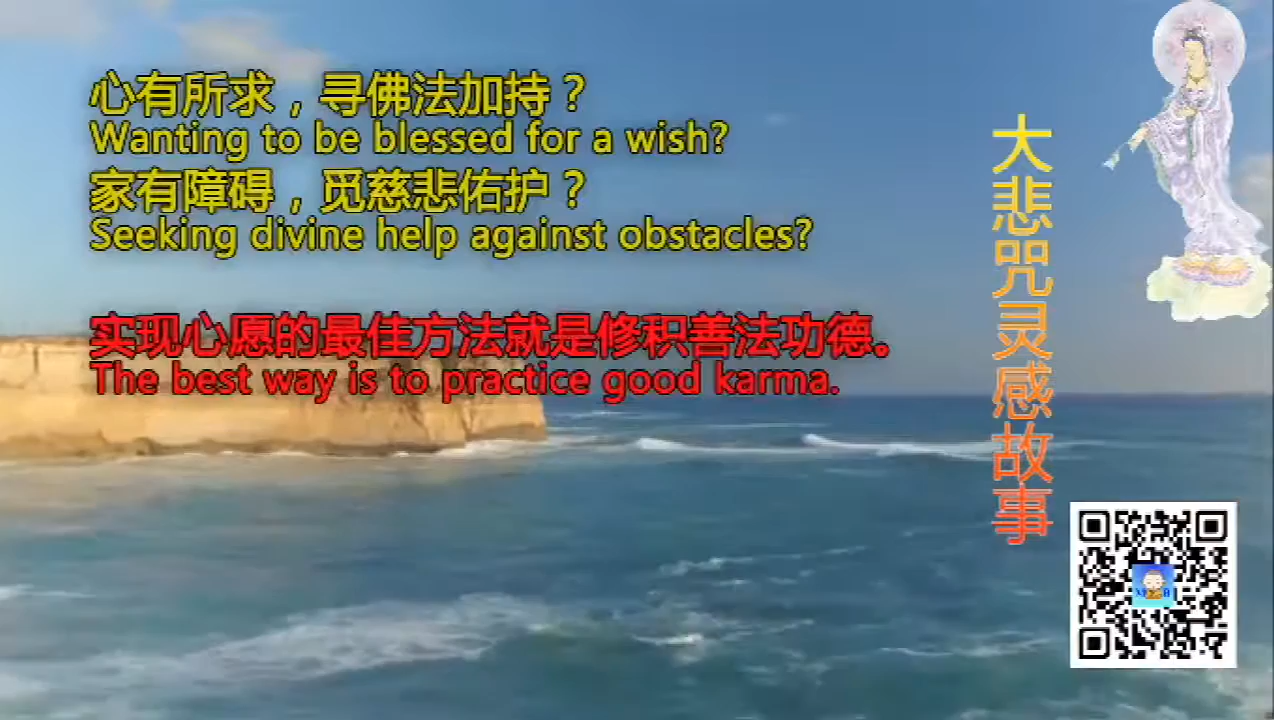 心有所求，寻佛法加持？
Wanting to be blessed for a wish?
家有障碍，觅慈悲佑护？
Seeking divine help against obstacles?
实现心愿的最佳方法就是修积善法功德。
The best way is to practice good karma.
大悲咒灵感故事